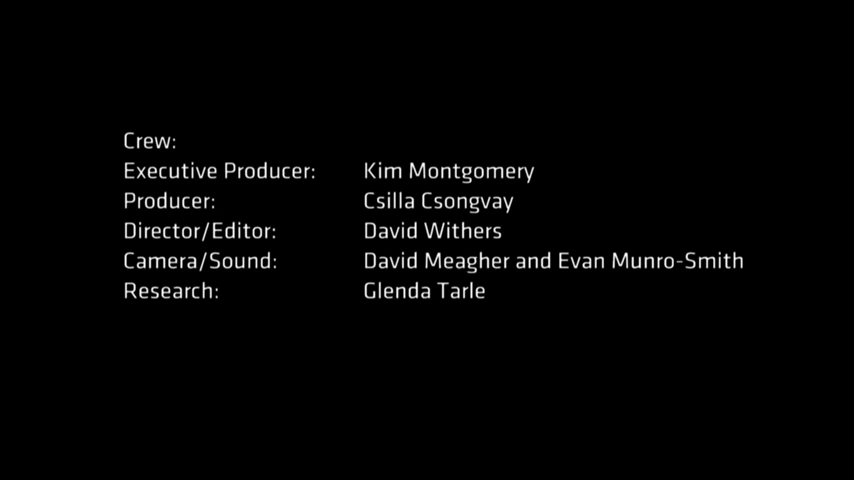 Crew:
Executive Producer: Kim Montgomery
Producer: Csilla Csongvay
Director/Editor: David Withers
Camera/Sound: David Meagher and Evan Munro-Smith
Research: Glenda Tarle